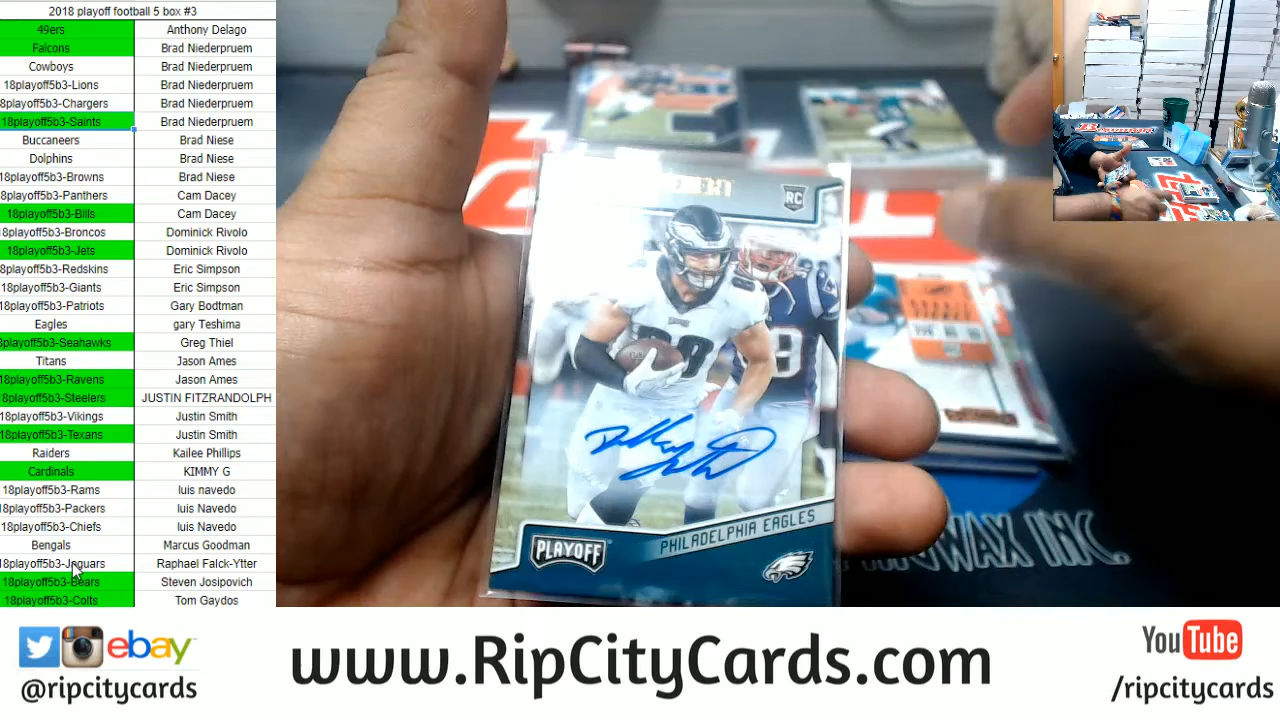 2018 playoff football 5 box #3
49ers Anthony Delago
Falcons Brad Niederpruem
Cowboys Brad Niederpruem
18playoff5b3-Lions Brad Niederpruem
8playoff5b3-Chargers Brad Niederpruem
18playoff5b3-Saints Brad Niederpruem
Buccaneers Brad Niese
Dolphins Brad Niese
18playoff5b3-Browns Brad Niese
8playoff5b3-Panthers Cam Dacey
18playoff5b3-Bills Cam Dacey
8playoff5b3-Broncos Dominick Rivolo
18playoff5b3-Jets Dominick Rivolo
8playoff5b3-Redskins Eric Simpson
18playoff5b3-Giants Eric Simpson
8playoff5b3-Patriots Gary Bodtman
Eagles gary Teshima
8playoff5b3-Seahawks Greg Thiel
Titans Jason Ames
18playoff5b3-Ravens Jason Ames
8playoff5b3-Steelers JUSTIN FITZRANDOLPH
18playoff5b3-Vikings Justin Smith
18playoff5b3-Texans Justin Smith
Raiders Kailee Phillips
Cardinals KIMMY G
18playoff5b3-Rams luis navedo
8playoff5b3-Packers luis Navedo
18playoff5b3-Chiefs luis Navedo
Bengals Marcus Goodman
8playoff5b3-Jaguars Raphael Falck-Ytter
18playoff5b3-Bears Steven Josipovich
18playoff5b3-Colts Tom Gaydos
RC
PLAYOFF
PHILADELPHIA EAGLES
WAX INC.
ebay
@ripcitycards
www.RipCityCards.com
YouTube
/ripcitycards